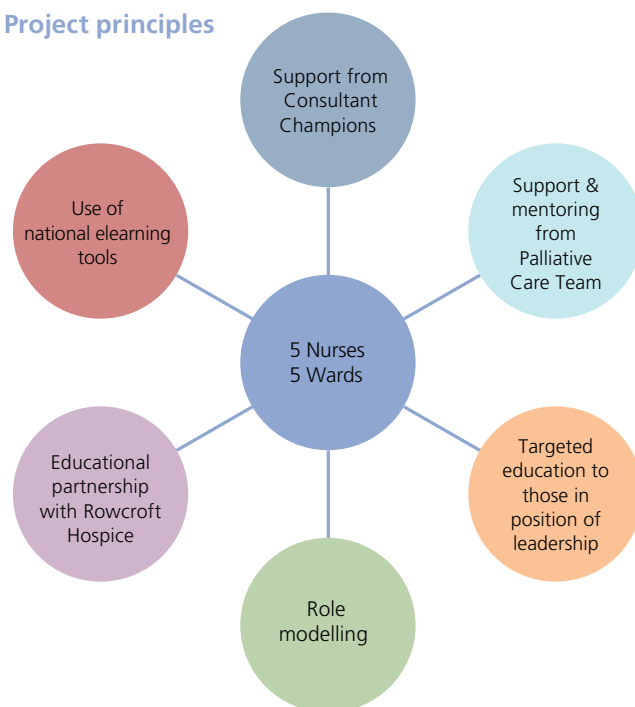 Project principles
Support from
Consultant
Champions
Support &
mentoring
from
Palliative
Care Team
Targeted
education to
those in
position of
leadership
Role
modelling
Educational
partnership
with Rowcroft
Hospice
Use of
national elearning
tools
5 Nurses
5 Wards